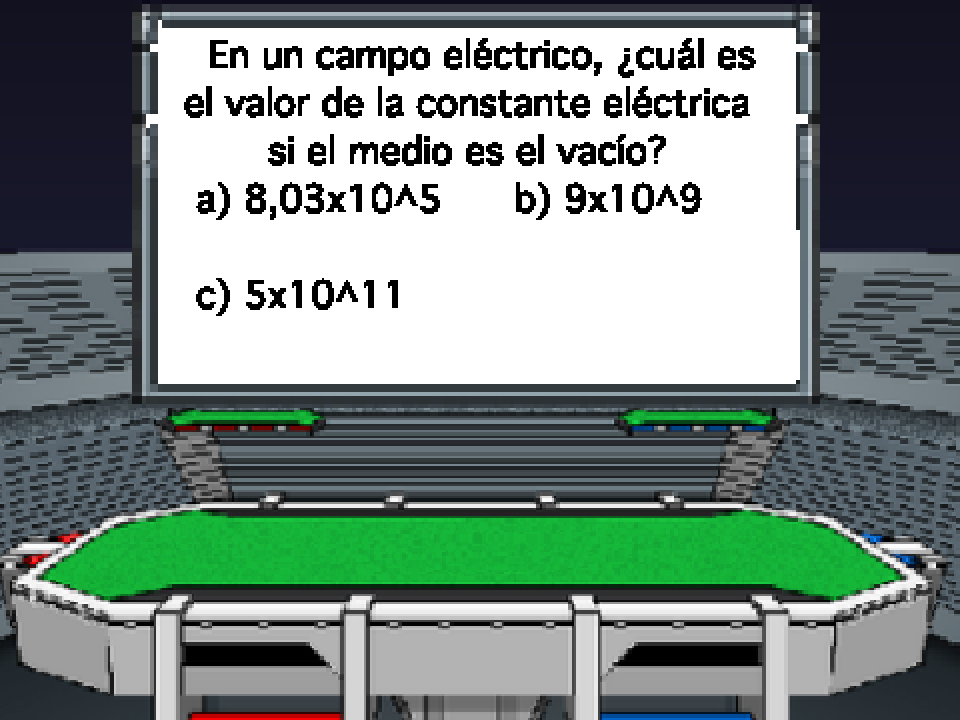 En un campo eléctrico, ¿cuál es
el valor de la constante eléctrica
si el medio es el vacío?
a) 8,03x10^5 b) 9x10^9
c) 5x10^11